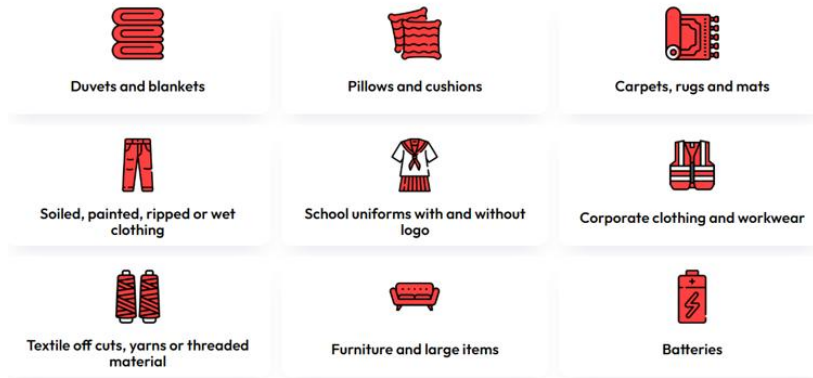 Duvets and blankets
Pillows and cushions
Carpets, rugs and mats
Soiled, painted, ripped or wet
clothing
School uniforms with and without
logo
Corporate clothing and workwear
Textile off cuts, yarns or threaded
material
Furniture and large items
Batteries